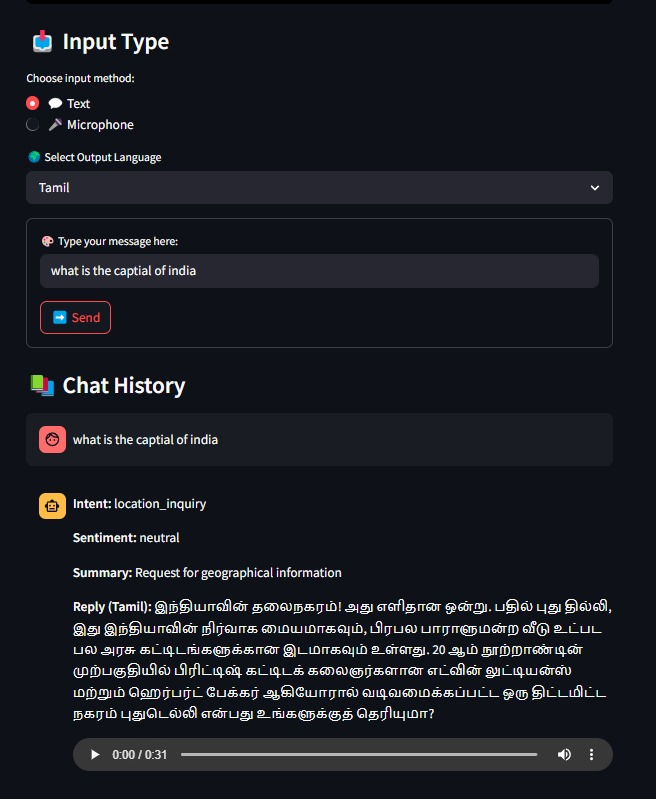 Input Type
Choose input method:
💬 Text
🎤 Microphone
🌍 Select Output Language
Tamil
🎨 Type your message here:
what is the captial of india
➡️ Send
📚 Chat History
what is the captial of india
Intent: location_inquiry
Sentiment: neutral
Summary: Request for geographical information
Reply (Tamil): இந்தியாவின் தலைநகரம்! அது எளிதான ஒன்று. பதில் புது தில்லி,
இது இந்தியாவின் நிர்வாக மையமாகவும், பிரபல பாராளுமன்ற வீடு உட்பட
பல அரசு கட்டிடங்களுக்கான இடமாகவும் உள்ளது. 20 ஆம் நூற்றாண்டின்
முற்பகுதியில் பிரிட்டிஷ் கட்டிடக் கலைஞர்களான எட்வின் லுட்டியன்ஸ்
மற்றும் ஹெர்பர்ட் பேக்கர் ஆகியோரால் வடிவமைக்கப்பட்ட ஒரு திட்டமிட்ட
நகரம் புதுடெல்லி என்பது உங்களுக்குத் தெரியுமா?
0:00 / 0:31